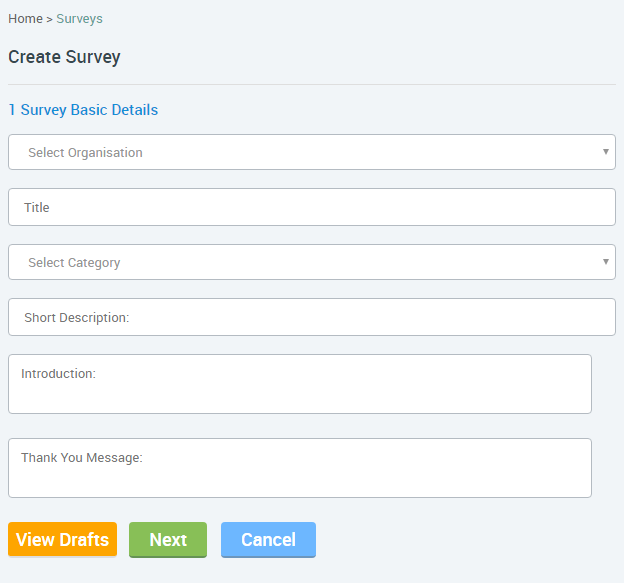 Home > Surveys
Create Survey
1 Survey Basic Details
Select Organisation
Title
Select Category
Short Description:
Introduction:
Thank You Message:
View Drafts Next Cancel